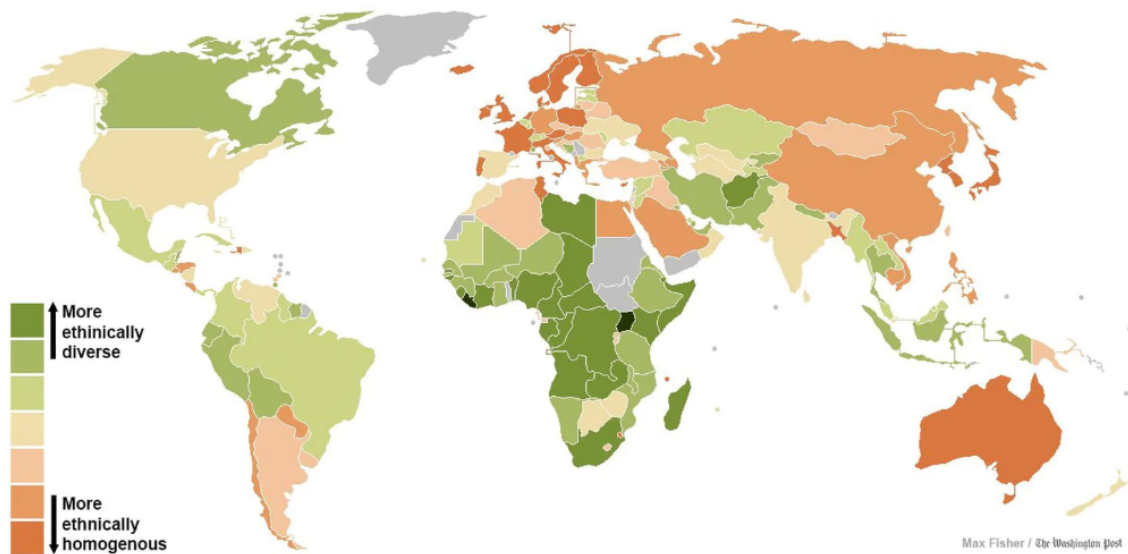 More
ethinically
diverse
More
ethnically
homogenous
Max Fisher / The Washington Post